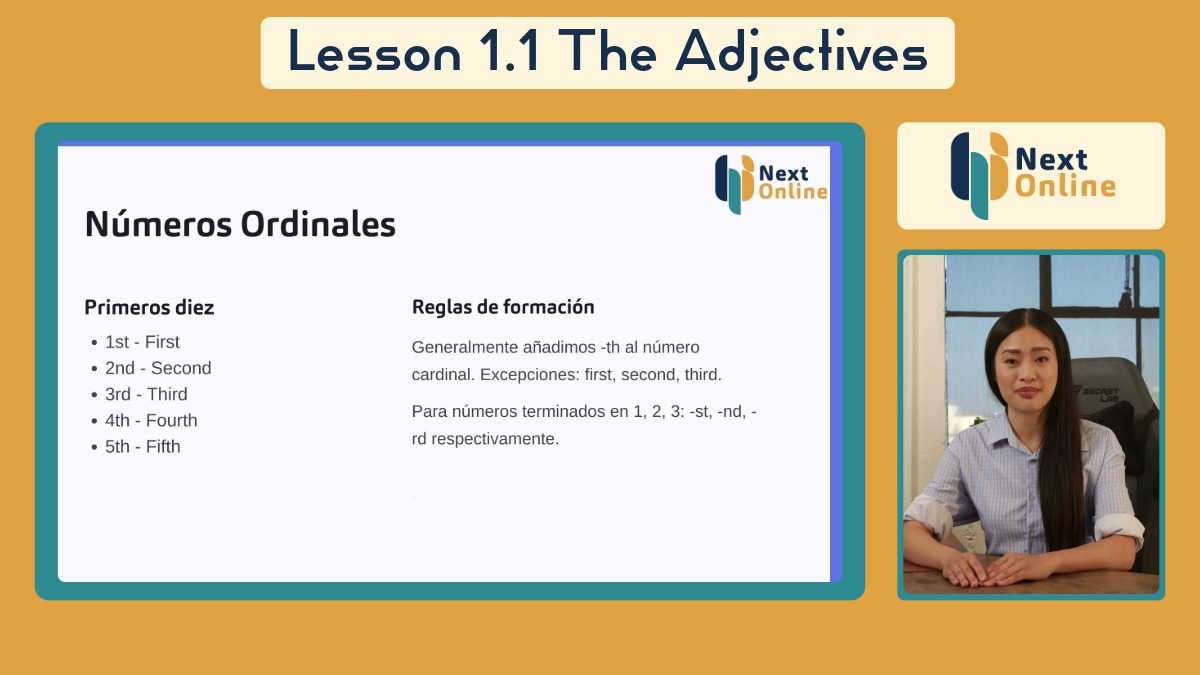 Lesson 1.1 The Adjectives
Next
Online
Números Ordinales
Primeros diez
• 1st - First
• 2nd - Second
• 3rd - Third
• 4th - Fourth
• 5th - Fifth
Reglas de formación
Generalmente añadimos -th al número
cardinal. Excepciones: first, second, third.
Para números terminados en 1, 2, 3: -st, -nd, -
rd respectivamente.
Next
Online
SECRET
LAB